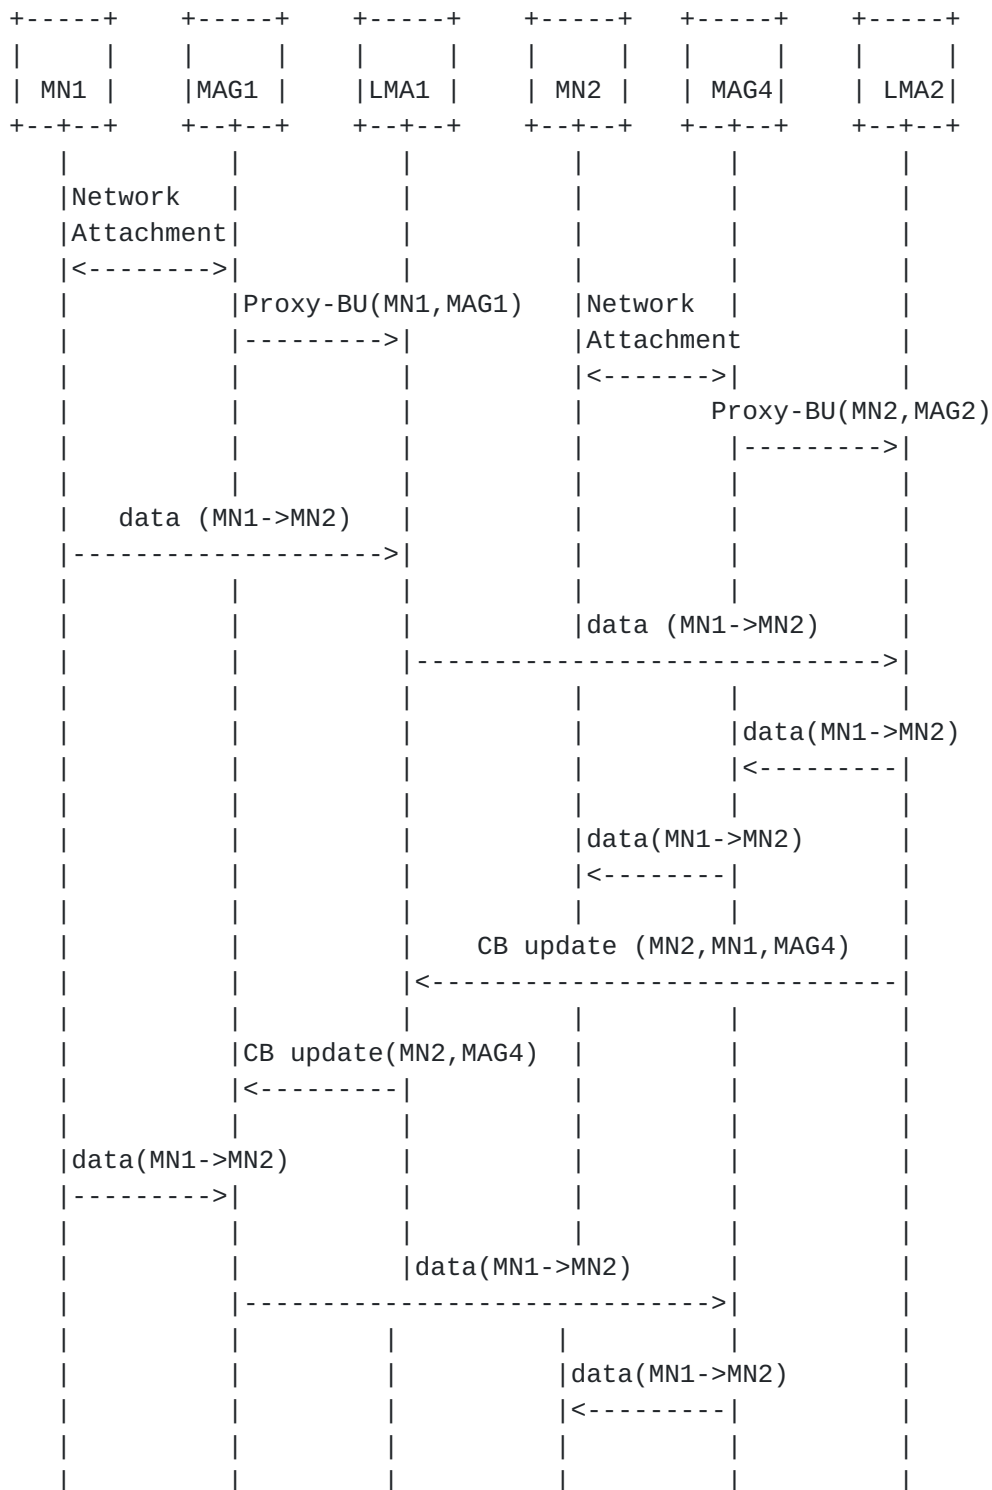 MN1 MAG1 LMA1 MN2 MAG4 LMA2
Network
Attachment
Proxy-BU(MN1,MAG1) Network
Attachment
Proxy-BU(MN2,MAG2)
data (MN1->MN2)
data (MN1->MN2)
data(MN1->MN2)
data(MN1->MN2)
CB update (MN2,MN1,MAG4)
CB update(MN2,MAG4)
data(MN1->MN2)
data(MN1->MN2)
data(MN1->MN2)